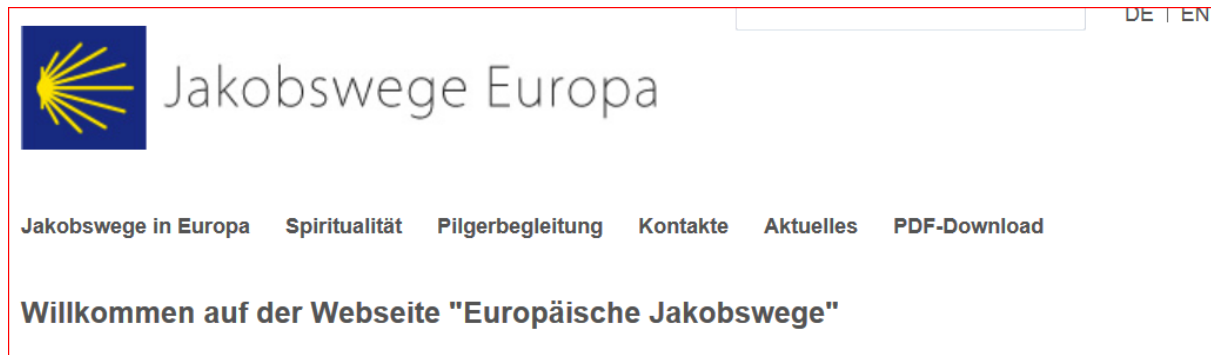 DE | EN
Jakobswege Europa
Jakobswege in Europa Spiritualität Pilgerbegleitung Kontakte Aktuelles PDF-Download
Willkommen auf der Webseite "Europäische Jakobswege"